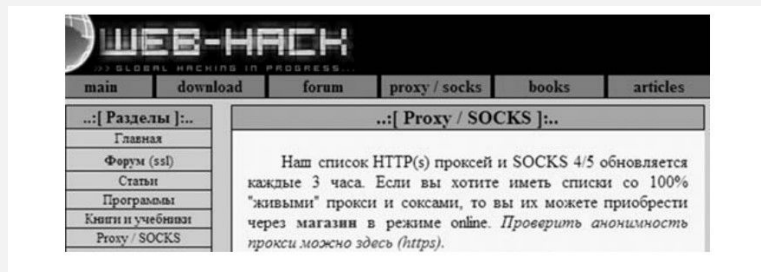 WEB-HACK
>>> GLOBAL HACKING IN PROGRESS...
main download forum proxy / socks books articles
..:[ Разделы ]:..
Главная
Форум (ssl)
Статьи
Программы
Книги и учебники
Proxy / SOCKS
..:[ Proxy / SOCKS ]:..
Наш список HTTP(s) проксей и SOCKS 4/5 обновляется
каждые 3 часа. Если вы хотите иметь списки со 100%
"живыми" прокси и соксами, то вы их можете приобрести
через магазин в режиме online. Проверить анонимность
прокси можно здесь (https).